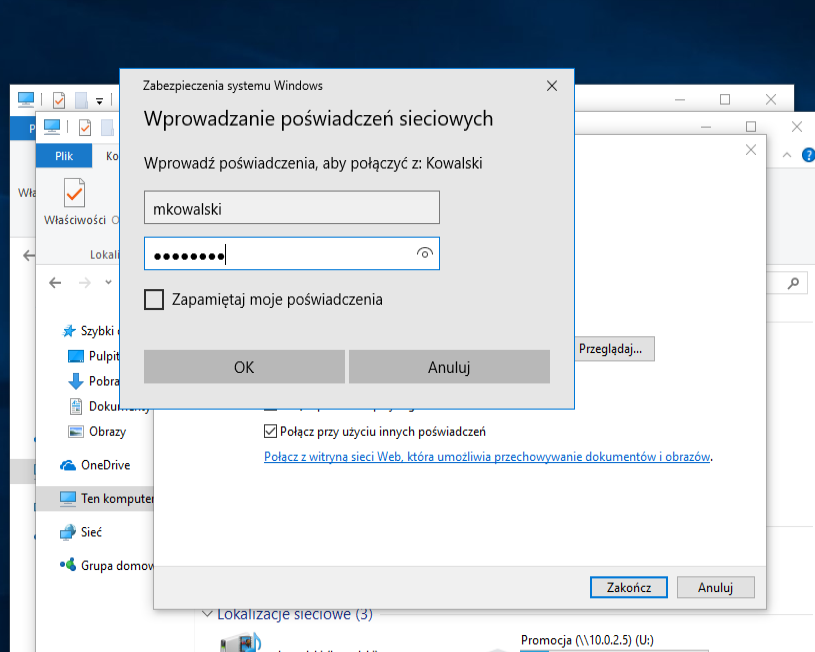 Zabezpieczenia systemu Windows
Wprowadzanie poświadczeń sieciowych
Wprowadź poświadczenia, aby połączyć z: Kowalski
mkowalski
Zapamiętaj moje poświadczenia
OK
Anuluj
Plik
Ko
Właściwości
Lokali
Szybki
Pulpit
Pobra
Dokumenty
Obrazy
OneDrive
Ten komputer
Sieć
Grupa domow
Przeglądaj...
Połącz przy użyciu innych poświadczeń
Połącz z witryna sieci Web, która umożliwia przechowywanie dokumentów i obrazów.
Zakończ
Anuluj
Lokalizacje sieciowe (3)
Promocja (\\10.0.2.5) (U:)